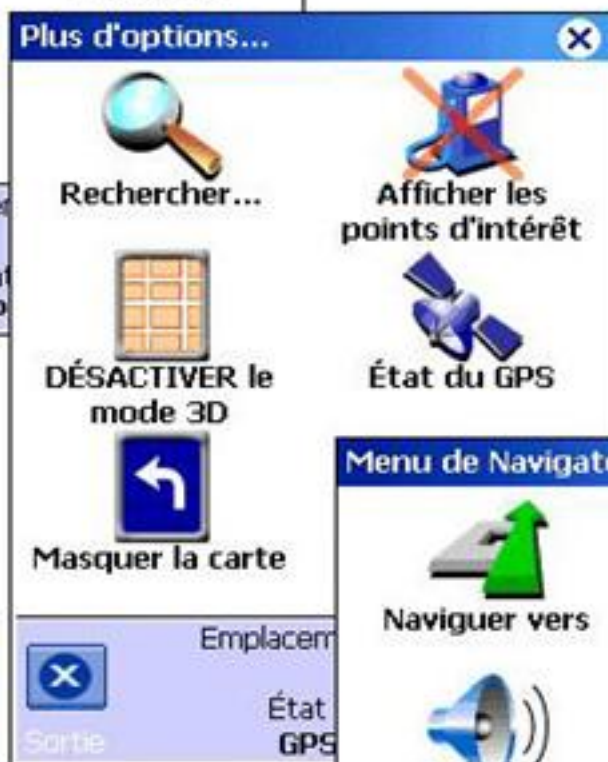 Plus d'options...
Rechercher...
Afficher les
points d'intérêt
DÉSACTIVER le
mode 3D
État du GPS
Masquer la carte
Menu de
Naviguer vers
Sortie
État
GPS